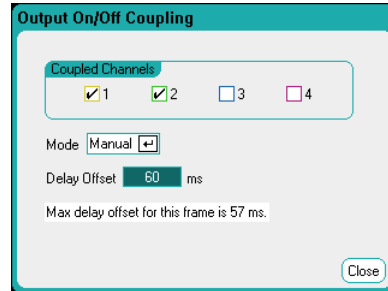 Output On/Off Coupling
Coupled Channels
1 2 3 4
Mode Manual
Delay Offset 60 ms
Max delay offset for this frame is 57 ms.
Close